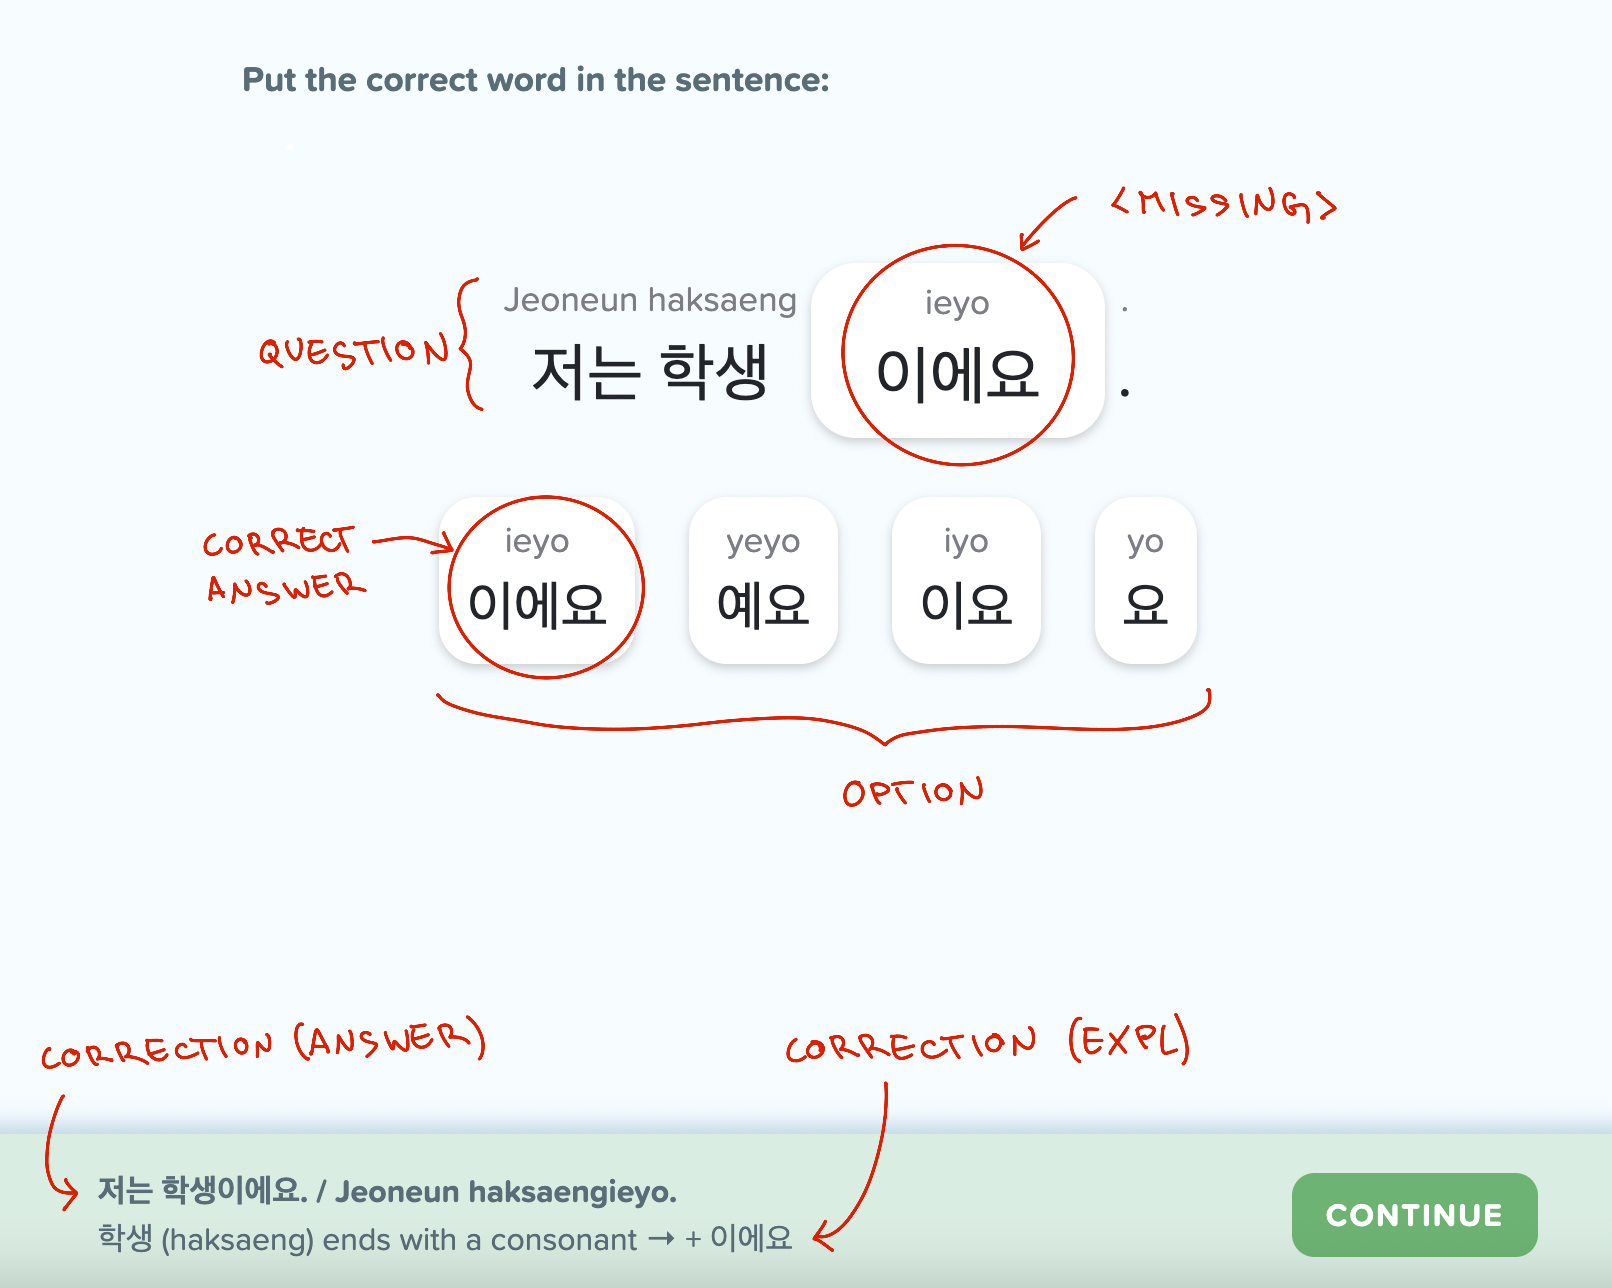 Put the correct word in the sentence:
<MISSING>
Jeoneun haksaeng ieyo .
QUESTION
저는 학생 이에요 .
CORRECT
ANSWER
ieyo yeyo iyo yo
이에요 예요 이요 요
OPTION
CORRECTION (ANSWER)
CORRECTION (EXPL)
저는 학생이에요. / Jeoneun haksaengieyo.
학생 (haksaeng) ends with a consonant → + 이에요
CONTINUE